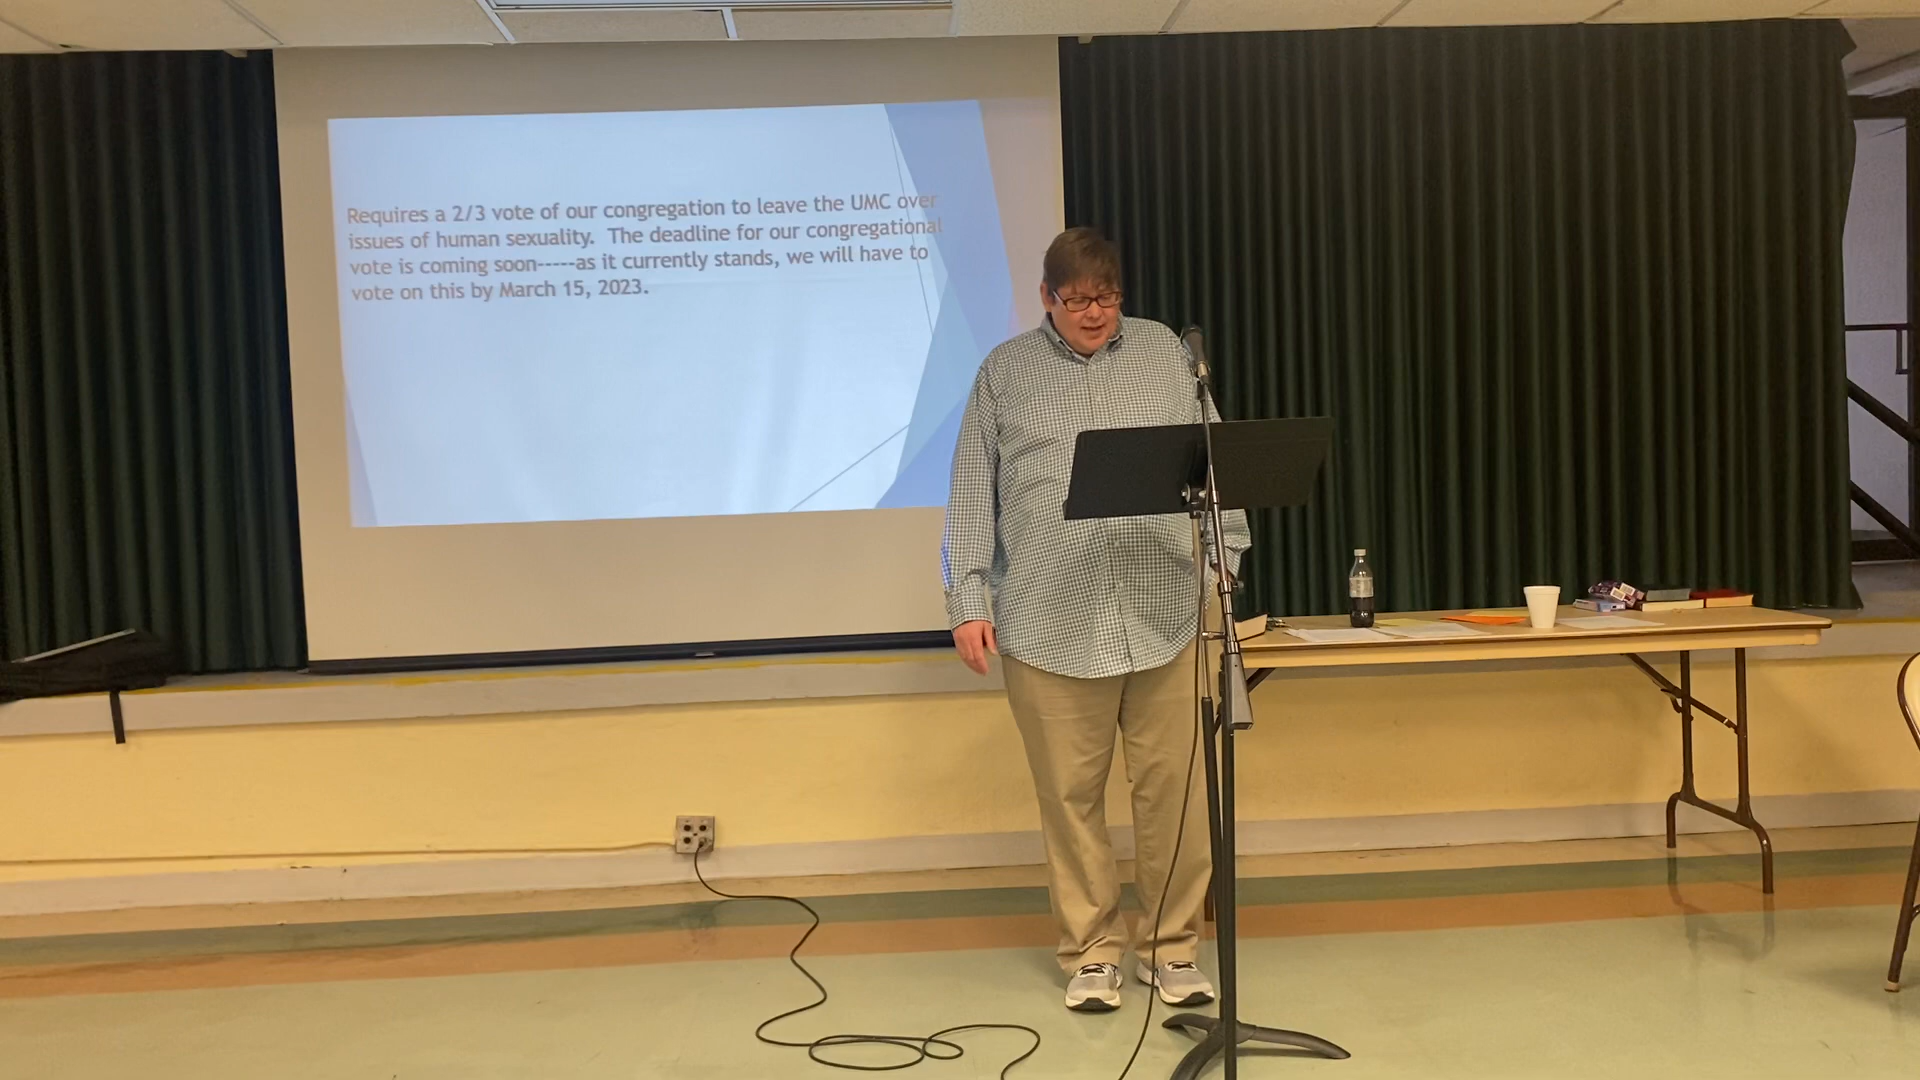 Requires a 2/3 vote of our congregation to leave the UMC over
issues of human sexuality.  The deadline for our congregational
vote is coming soon-----as it currently stands, we will have to
vote on this by March 15, 2023.